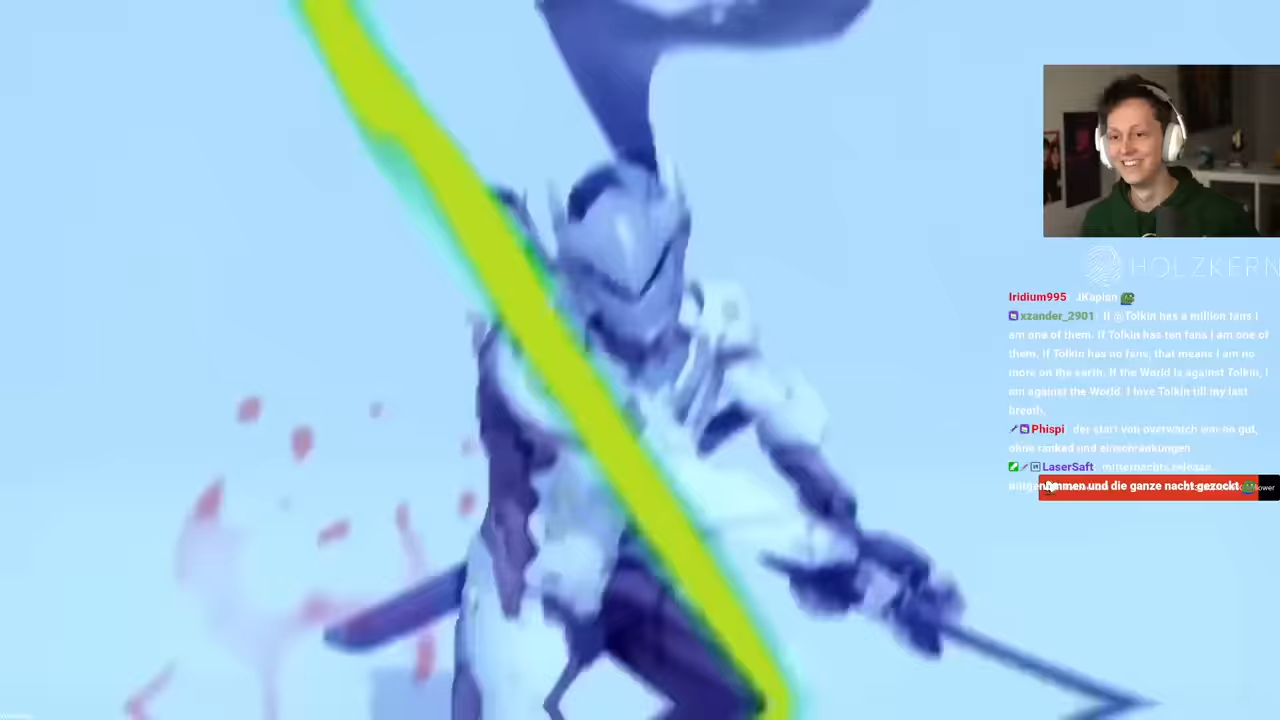 HOLZKERN
Iridium995 JKaplan
xzander_2901 If @Tolkin has a million fans I
am one of them. If Tolkin has ten fans I am one of
them. If Tolkin has no fans, that means I am no
more on the earth. If the World is against Tolkin, I
am against the World. I love Tolkin till my last
breath.
Phispi der start von overwatch war so gut,
ohne ranked und einschränkungen
LaserSaft mitternachts release
und die ganze nacht gezockt